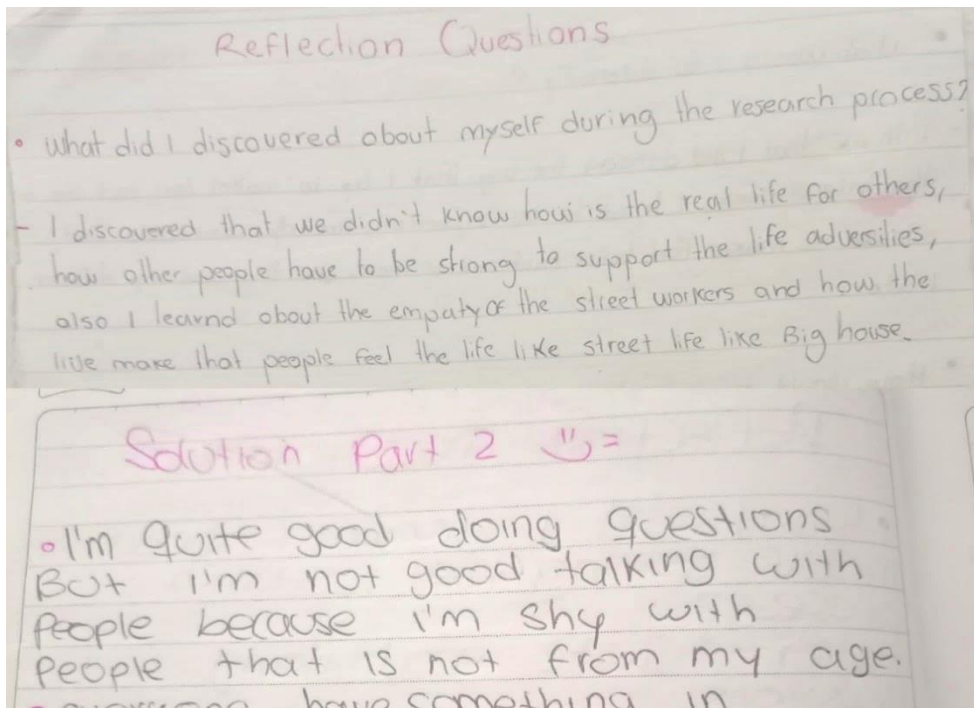 Reflection Questions
• What did I discovered about myself during the research process?
- I discovered that we didn't know how is the real life for others,
how other people have to be strong to support the life adversilies,
also I learnd about the empaty of the street workers and how the
live make that people feel the life like street life like Big house.
Solution Part 2
• I'm quite good doing questions
But I'm not good talking with
People because I'm shy with
People that is not from my age.
have something in